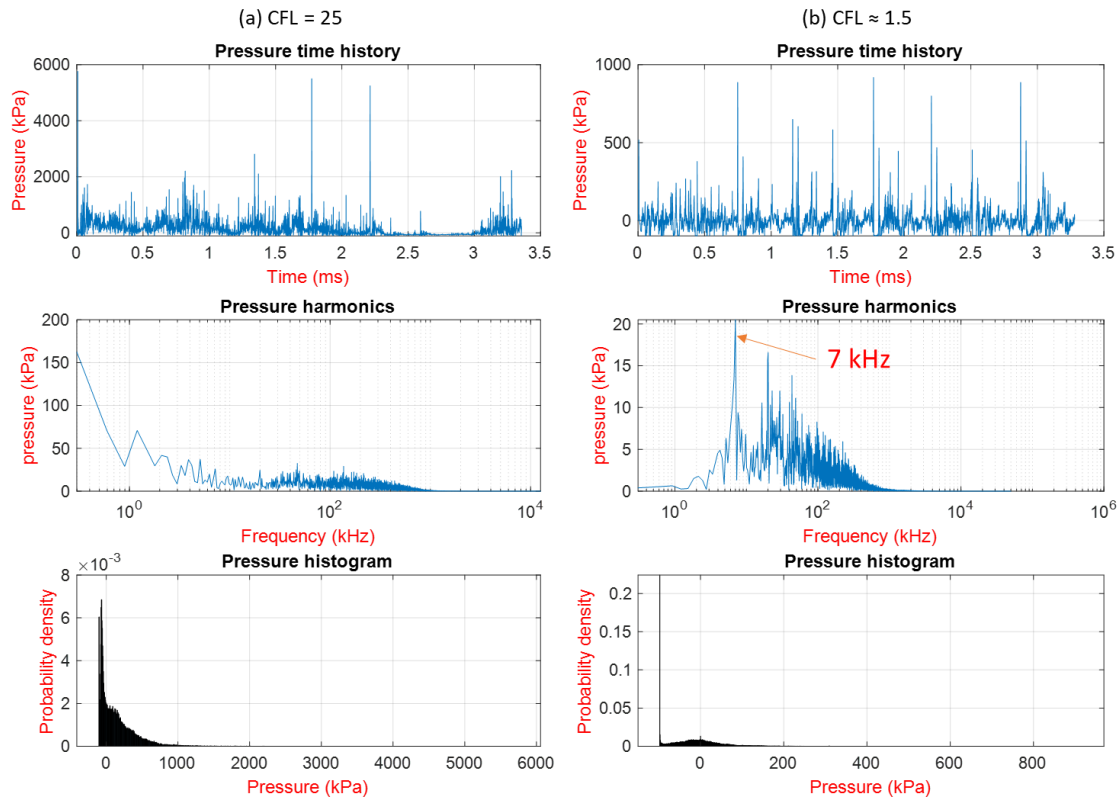 (a) CFL = 25
Pressure time history
Pressure (kPa)
6000
4000
2000
0
0 0.5 1 1.5 2 2.5 3 3.5
Time (ms)
Pressure harmonics
pressure (kPa)
200
150
100
50
0
10^0 10^2 10^4
Frequency (kHz)
Pressure histogram
×10^-3
Probability density
8
6
4
2
0
0 1000 2000 3000 4000 5000 6000
Pressure (kPa)
(b) CFL ≈ 1.5
Pressure time history
Pressure (kPa)
1000
500
0
0 0.5 1 1.5 2 2.5 3 3.5
Time (ms)
Pressure harmonics
pressure (kPa)
20
15
10
5
0
7 kHz
10^0 10^2 10^4 10^6
Frequency (kHz)
Pressure histogram
Probability density
0.2
0.15
0.1
0.05
0
0 200 400 600 800
Pressure (kPa)